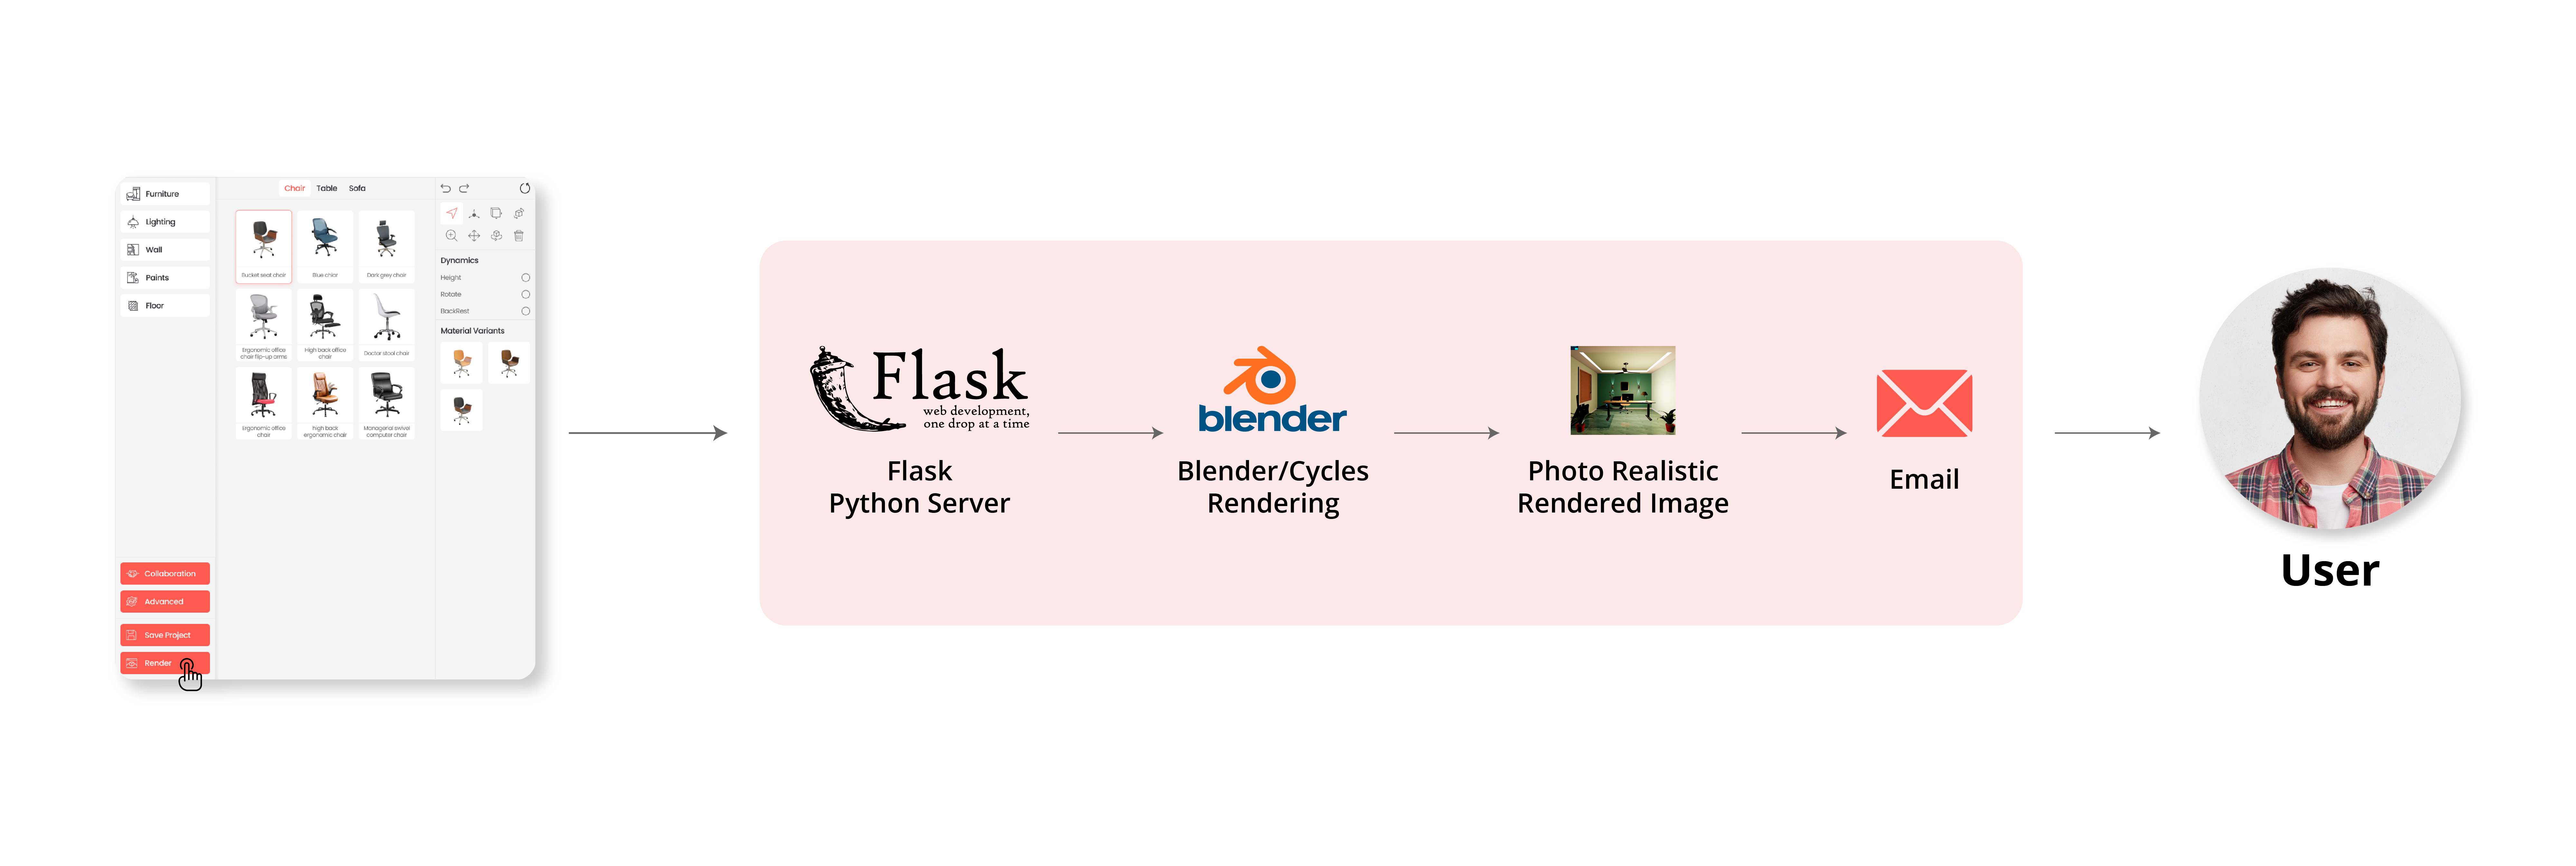 Furniture
Lighting
Wall
Paints
Floor
Collaboration
Advanced
Save Project
Render
Chair Table Sofa
Bucket seat chair
Blue chair
Dark grey chair
Ergonomic office
chair flip-up arms
High back office
chair
Doctor stool chair
Ergonomic office
chair
high back
ergonomic chair
Managerial swivel
computer chair
Dynamics
Height
Rotate
BackRest
Material Variants
Flask
web development,
one drop at a time
Flask
Python Server
blender
Blender/Cycles
Rendering
Photo Realistic
Rendered Image
Email
User